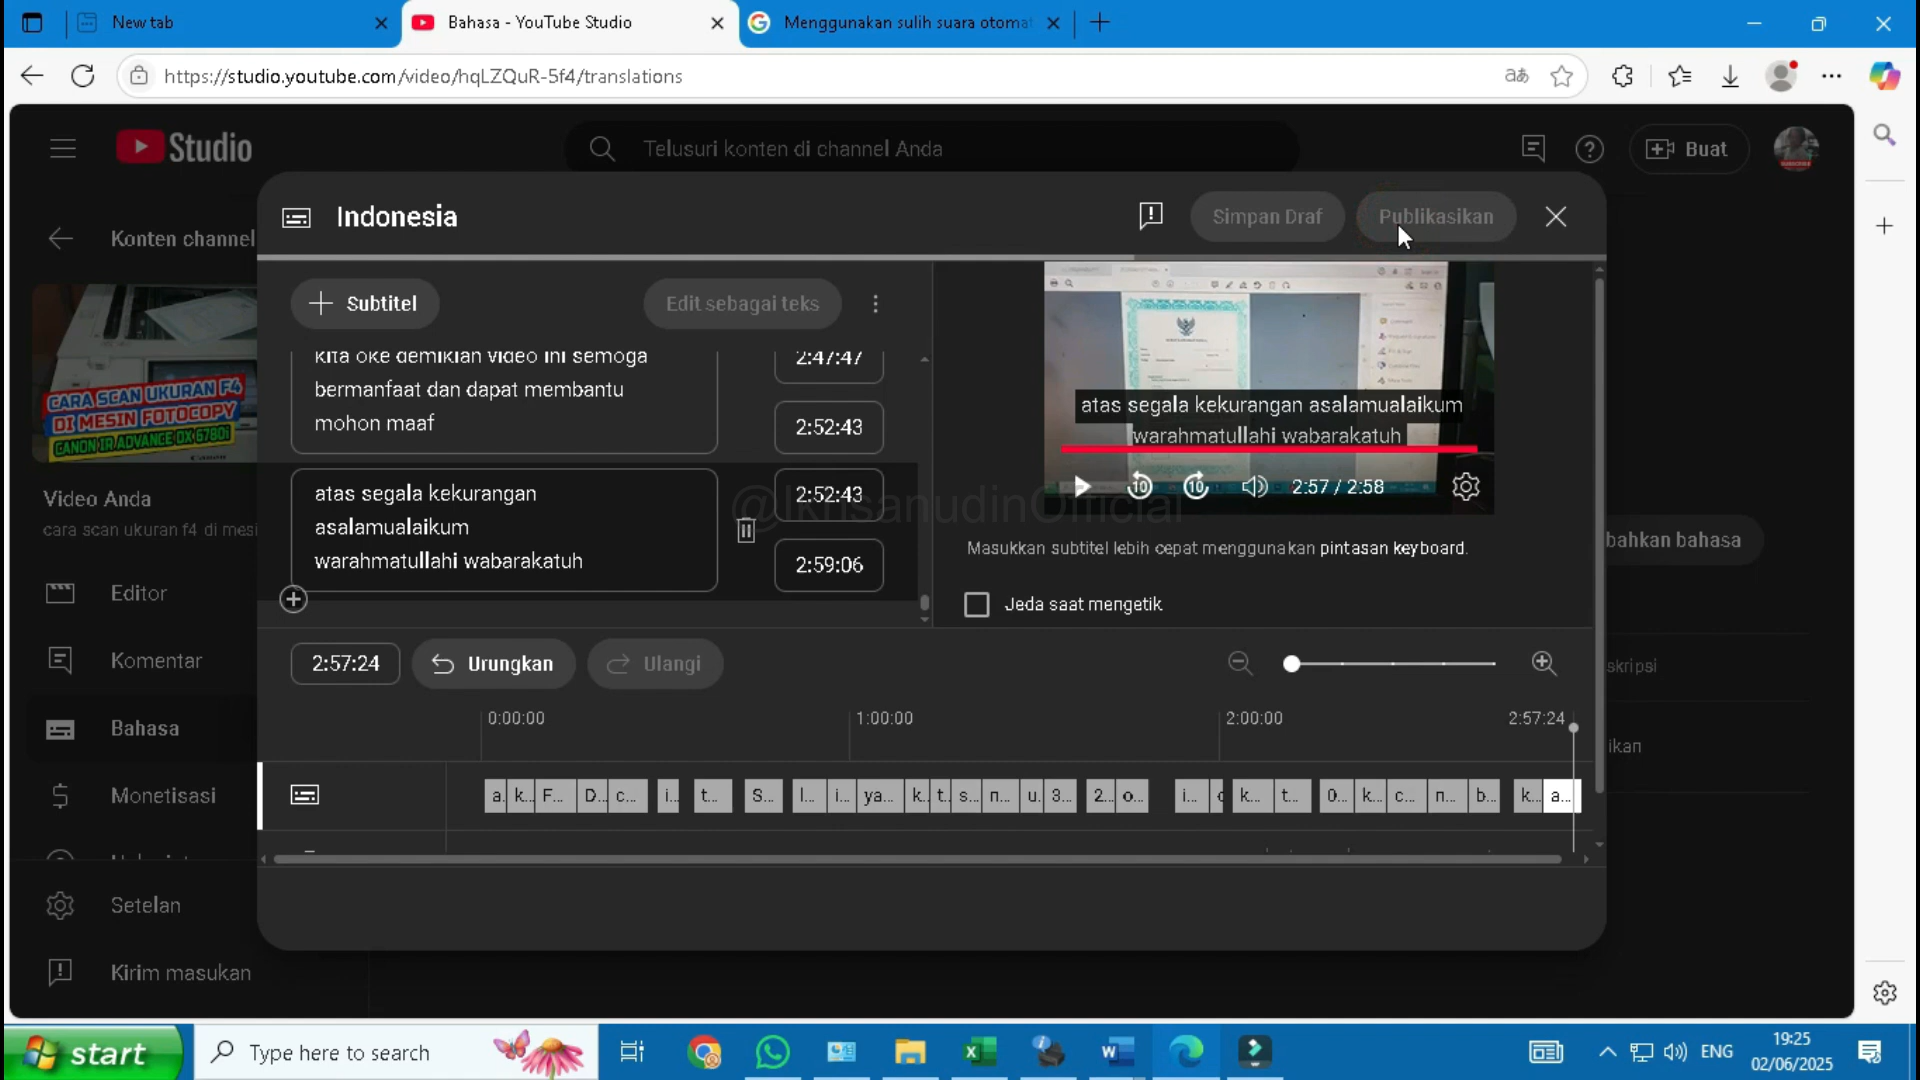 New tab
Bahasa - YouTube Studio
Menggunakan sulih suara otomat
https://studio.youtube.com/video/hqLZQuR-5f4/translations
Studio
Telusuri konten di channel Anda
Buat
Konten channel
Indonesia
Simpan Draf
Publikasikan
CARA SCAN UKURAN F4
DI MESIN FOTOCOPY
CANON IR ADVANCE DX 6780i
Video Anda
cara scan ukuran f4 di mesi
Editor
Komentar
Bahasa
Monetisasi
Setelan
Kirim masukan
Subtitel
Edit sebagai teks
kita oke demikian video ini semoga
bermanfaat dan dapat membantu
mohon maaf
2:47:47
2:52:43
atas segala kekurangan
asalamualaikum
warahmatullahi wabarakatuh
2:52:43
2:59:06
atas segala kekurangan asalamualaikum
warahmatullahi wabarakatuh
10
10
2:57 / 2:58
@IkhsanudinOfficial
Masukkan subtitel lebih cepat menggunakan pintasan keyboard.
Jeda saat mengetik
bahkan bahasa
skripsi
ikan
2:57:24
Urungkan
Ulangi
0:00:00
1:00:00
2:00:00
2:57:24
a.. k.. F... D.. c... i.. t... S... l... i... ya... k.. t.. s... n... u.. 3... 2.. o... i... k... t... 0... k... c... n... b... k.. a...
start
Type here to search
ENG
19:25
02/06/2025